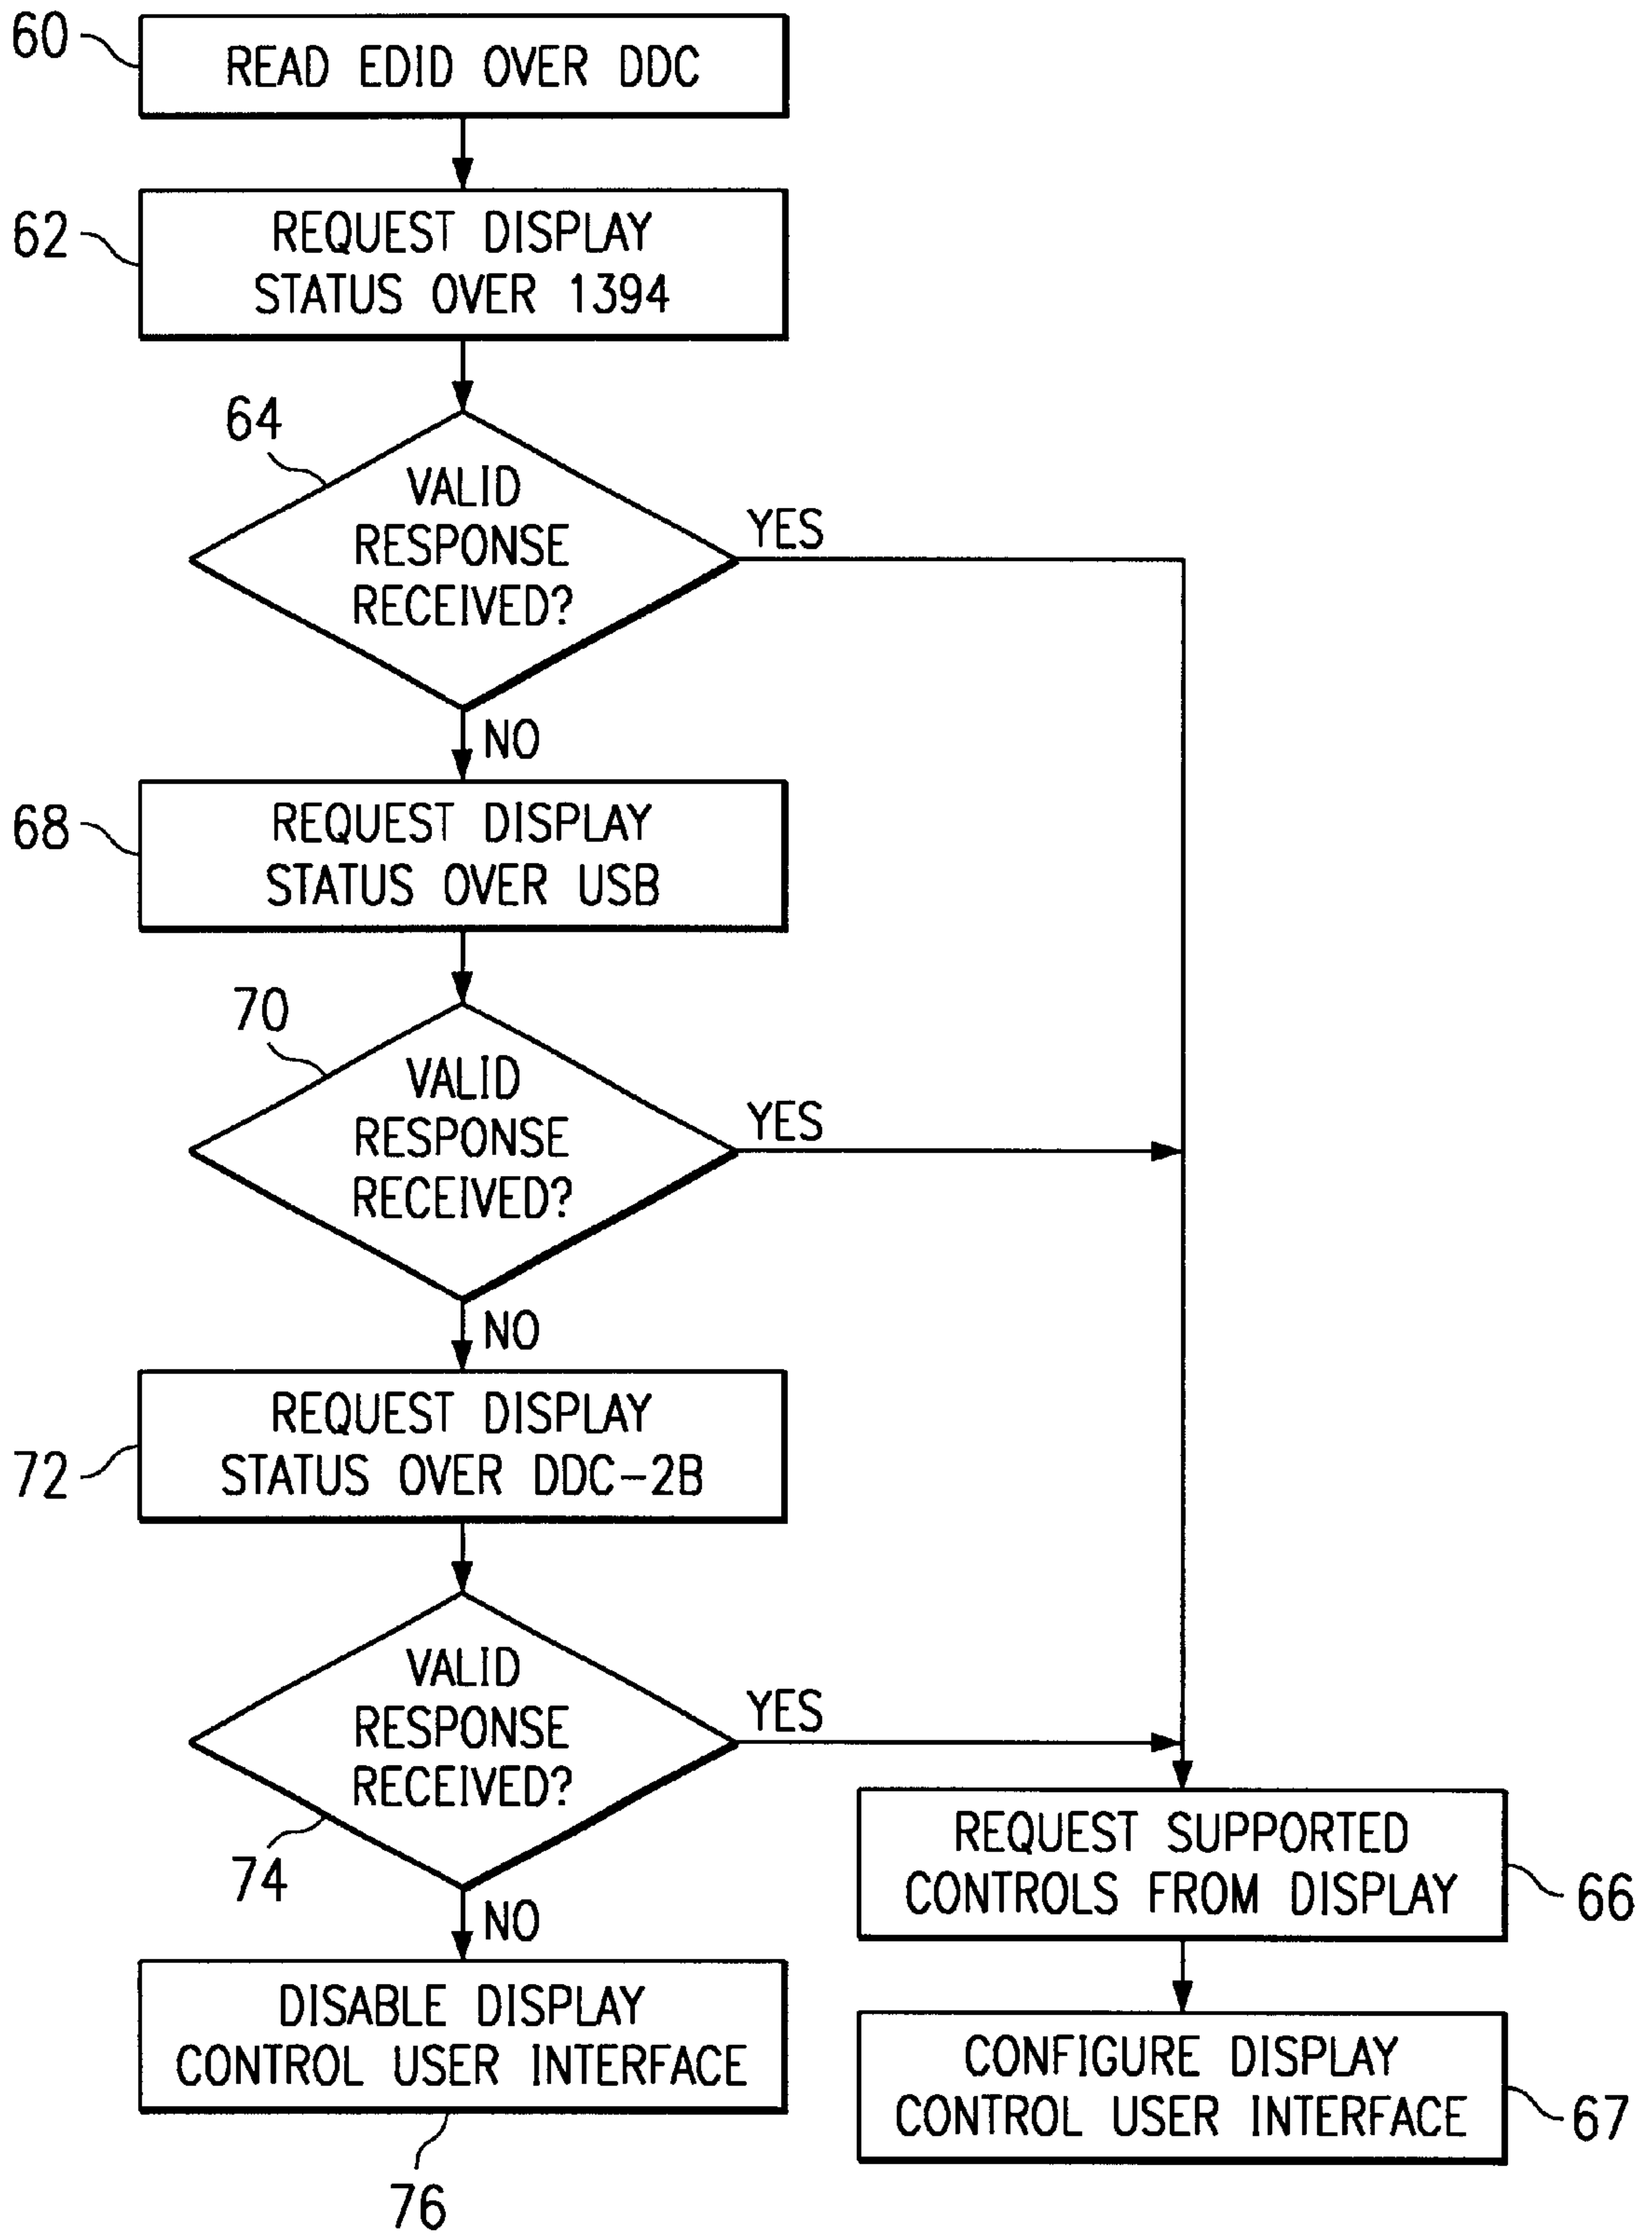 60
READ EDID OVER DDC
62
REQUEST DISPLAY
STATUS OVER 1394
64
VALID
RESPONSE
RECEIVED?
YES
NO
68
REQUEST DISPLAY
STATUS OVER USB
70
VALID
RESPONSE
RECEIVED?
YES
NO
REQUEST DISPLAY
STATUS OVER DDC-2B
72
VALID
RESPONSE
RECEIVED?
YES
74
NO
REQUEST SUPPORTED
CONTROLS FROM DISPLAY
66
DISABLE DISPLAY
CONTROL USER INTERFACE
76
CONFIGURE DISPLAY
CONTROL USER INTERFACE
67